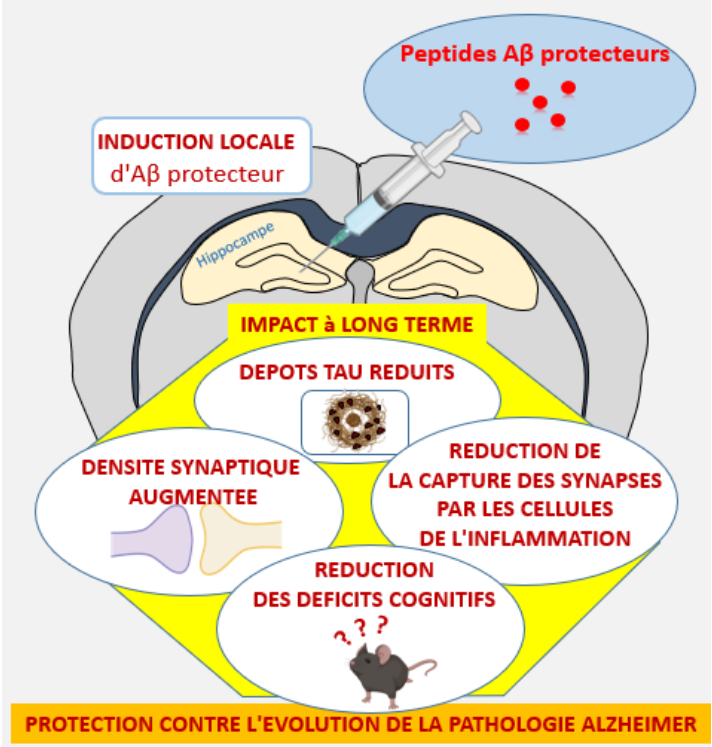 Peptides Aβ protecteurs
INDUCTION LOCALE
d'Aβ protecteur
Hippocampe
IMPACT à LONG TERME
DEPOTS TAU REDUITS
DENSITE SYNAPTIQUE
AUGMENTEE
REDUCTION DE
LA CAPTURE DES SYNAPSES
PAR LES CELLULES
DE L'INFLAMMATION
REDUCTION
DES DEFICITS COGNITIFS
? ? ?
PROTECTION CONTRE L'EVOLUTION DE LA PATHOLOGIE ALZHEIMER